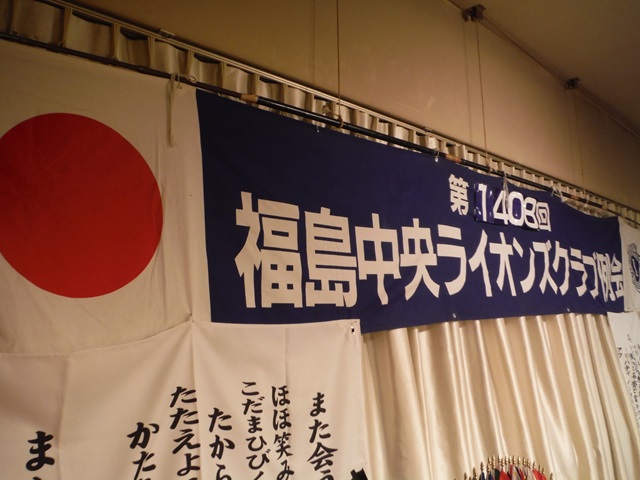 第1403回
福島中央ライオンズクラブ例会
また会う
ほほ笑み
こだまひびく
たから
たたえよ
かた
ま